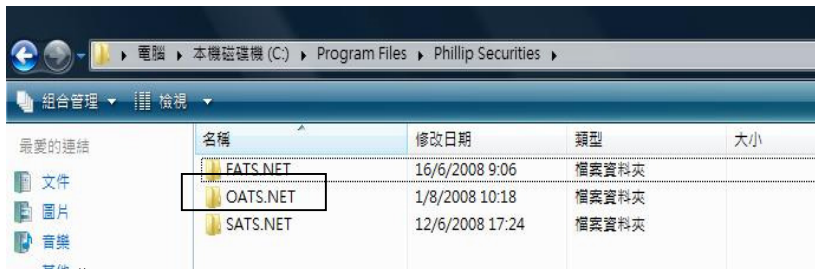 電腦 ▸ 本機磁碟機 (C:) ▸ Program Files ▸ Phillip Securities ▸
組合管理 檢視
最愛的連結 名稱 修改日期 類型 大小
FATS.NET 16/6/2008 9:06 檔案資料夾
文件 OATS.NET 1/8/2008 10:18 檔案資料夾
圖片 SATS.NET 12/6/2008 17:24 檔案資料夾
音樂